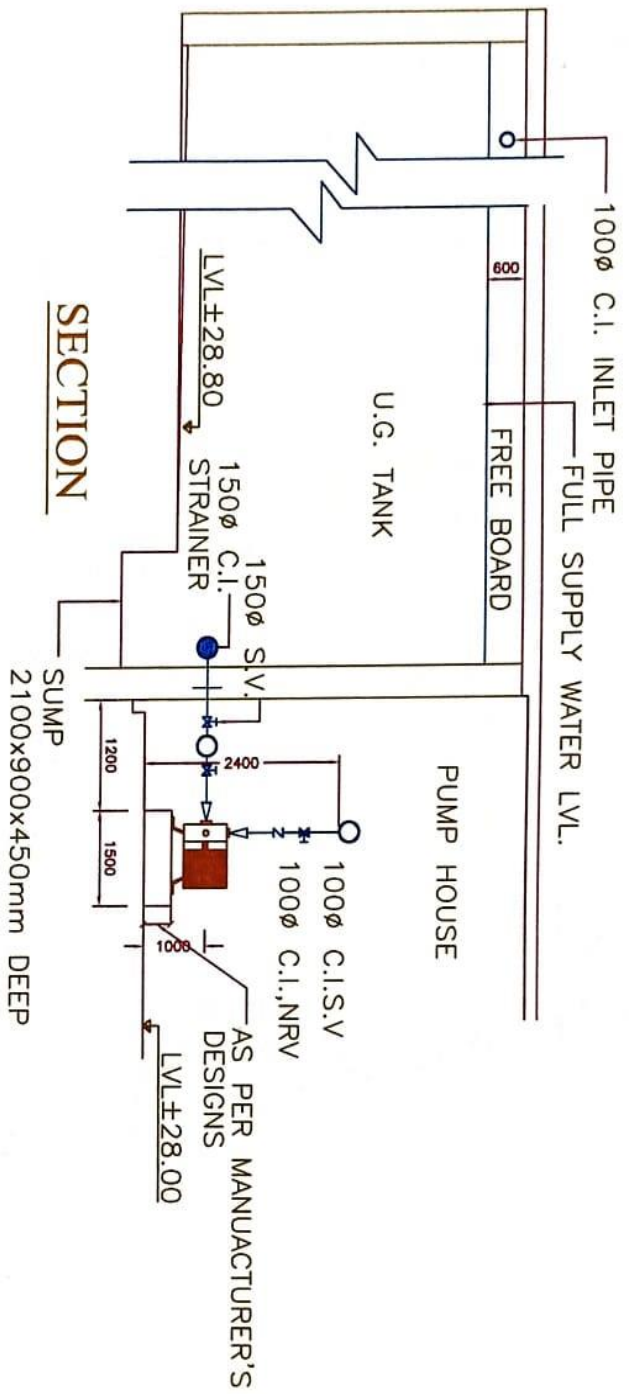 100ø C.I. INLET PIPE
FULL SUPPLY WATER LVL.
600
FREE BOARD
U.G. TANK
PUMP HOUSE
LVL±28.80
150ø C.I.
STRAINER
150ø S.V.
2400
100ø C.I.S.V
100ø C.I.,NRV
1200
1500
1000
AS PER MANUACTURER'S
DESIGNS
LVL±28.00
SUMP
2100x900x450mm DEEP
SECTION